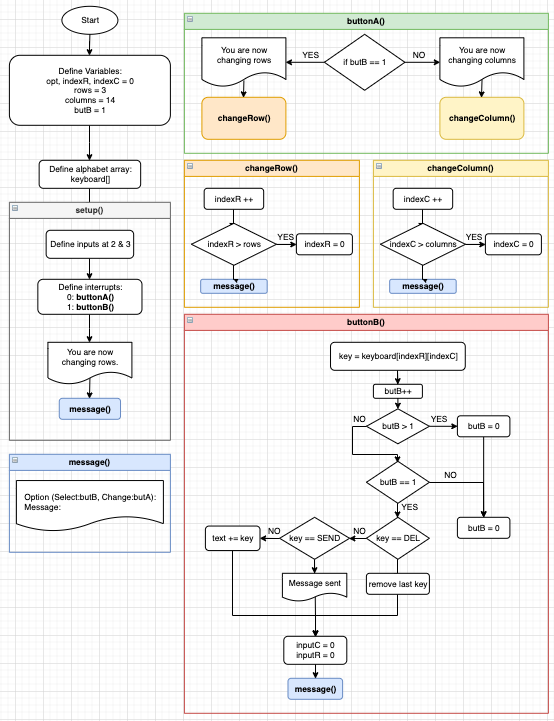 Start
Define Variables:
opt, indexR, indexC = 0
rows = 3
columns = 14
butB = 1
Define alphabet array:
keyboard[]
setup()
Define inputs at 2 & 3
Define interrupts:
0: buttonA()
1: buttonB()
You are now
changing rows.
message()
message()
Option (Select:butB, Change:butA):
Message:
buttonA()
You are now
changing rows
YES
if butB == 1
NO
You are now
changing columns
changeRow()
changeColumn()
changeRow()
indexR ++
indexR > rows
YES
indexR = 0
message()
changeColumn()
indexC ++
indexC > columns
YES
indexC = 0
message()
buttonB()
key = keyboard[indexR][indexC]
butB++
NO
butB > 1
YES
butB = 0
butB == 1
NO
YES
butB = 0
text += key
NO
key == SEND
NO
key == DEL
Message sent
remove last key
inputC = 0
inputR = 0
message()